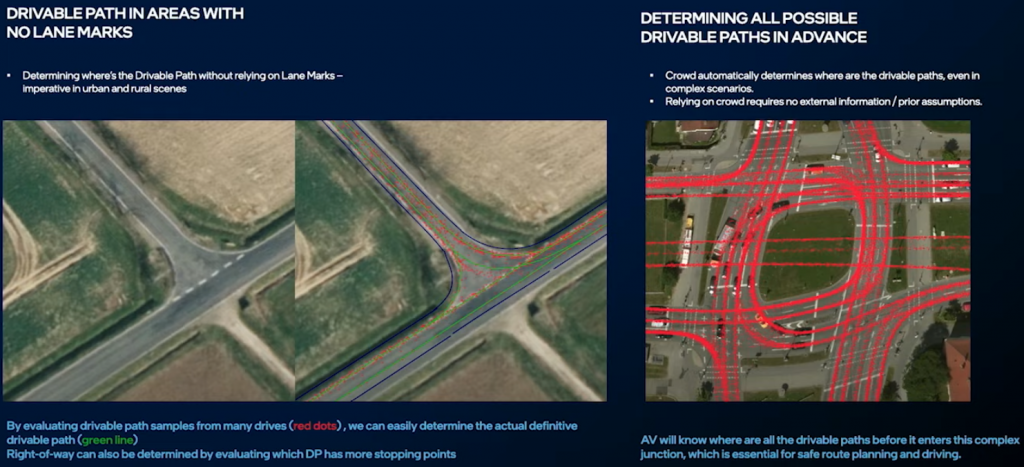 DRIVABLE PATH IN AREAS WITH
NO LANE MARKS
• Determining where's the Drivable Path without relying on Lane Marks –
imperative in urban and rural scenes
By evaluating drivable path samples from many drives (red dots) , we can easily determine the actual definitive
drivable path (green line)
Right-of-way can also be determined by evaluating which DP has more stopping points
DETERMINING ALL POSSIBLE
DRIVABLE PATHS IN ADVANCE
• Crowd automatically determines where are the drivable paths, even in
complex scenarios.
• Relying on crowd requires no external information / prior assumptions.
AV will know where are all the drivable paths before it enters this complex
junction, which is essential for safe route planning and driving.